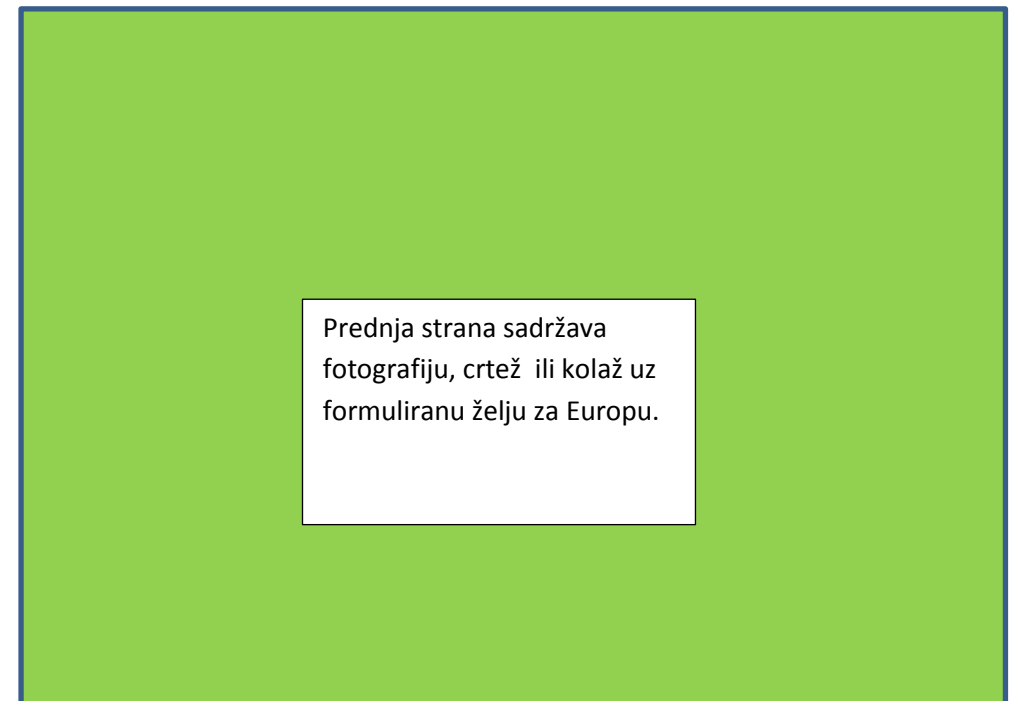 Prednja strana sadržava
fotografiju, crtež  ili kolaž uz
formuliranu želju za Europu.